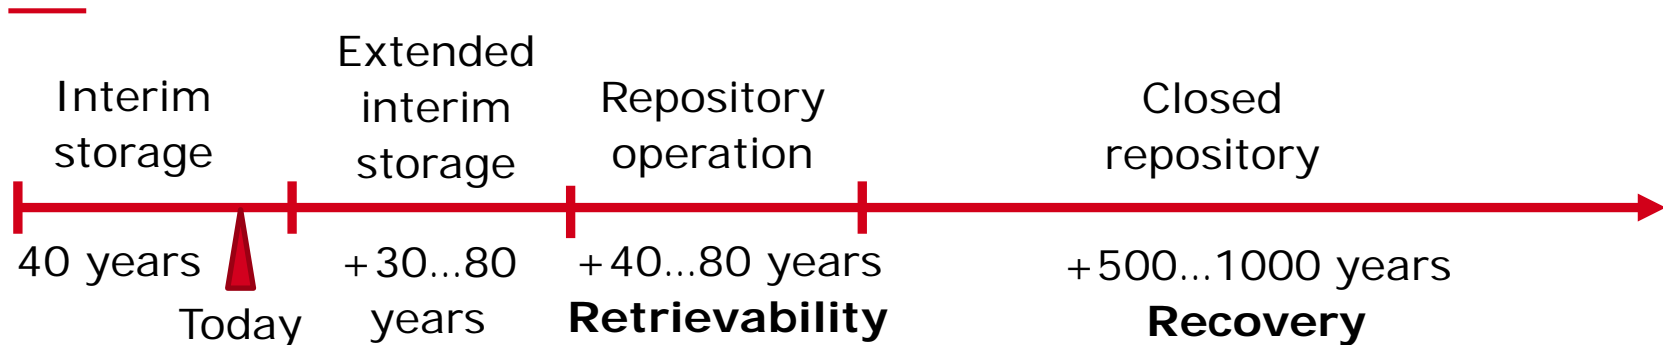 Interim
storage
Extended
interim
storage
Repository
operation
Closed
repository
40 years
Today
+30...80
years
+40...80 years
Retrievability
+500...1000 years
Recovery